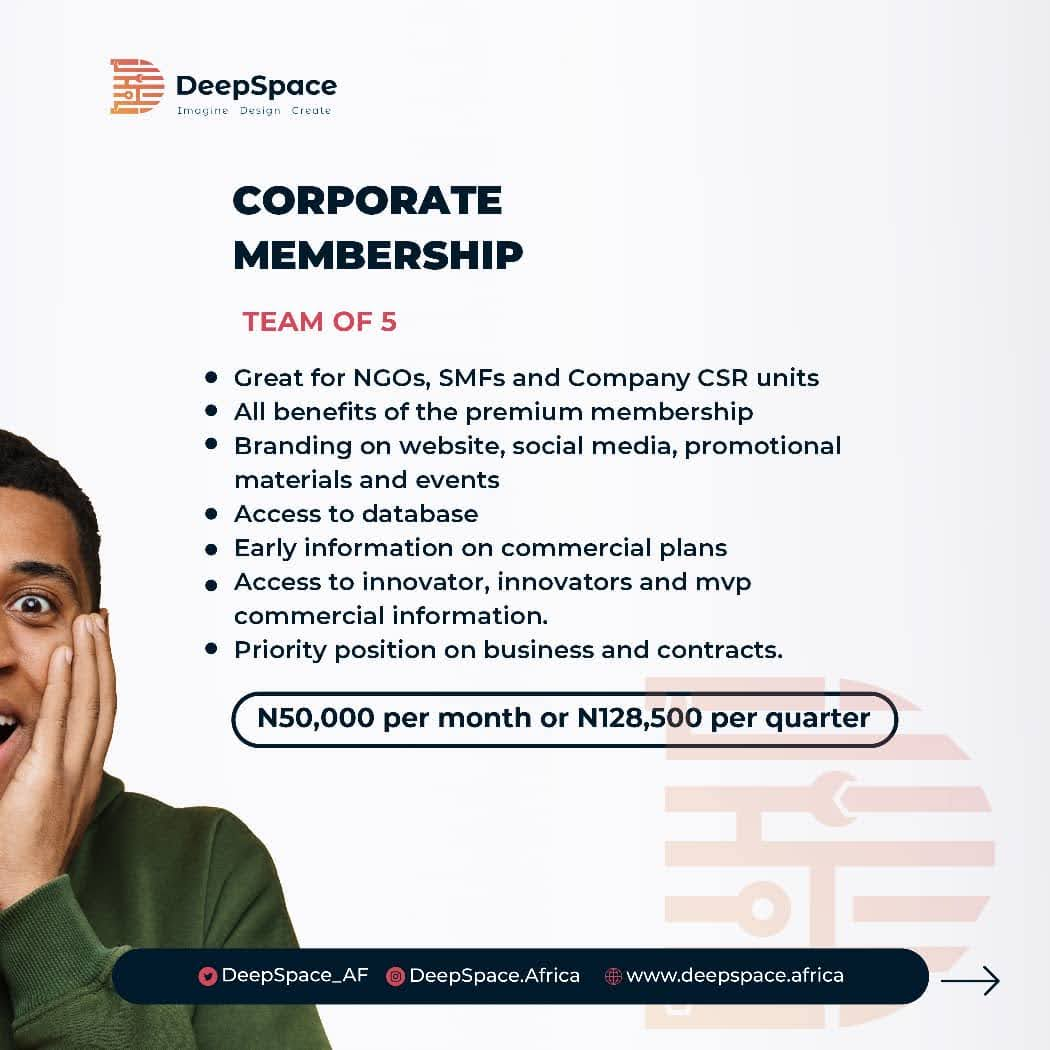 DeepSpace
Imagine Design Create
CORPORATE
MEMBERSHIP
TEAM OF 5
Great for NGOs, SMFs and Company CSR units
All benefits of the premium membership
Branding on website, social media, promotional
materials and events
Access to database
Early information on commercial plans
Access to innovator, innovators and mvp
commercial information.
Priority position on business and contracts.
N50,000 per month or N128,500 per quarter
DeepSpace_AF DeepSpace.Africa www.deepspace.africa